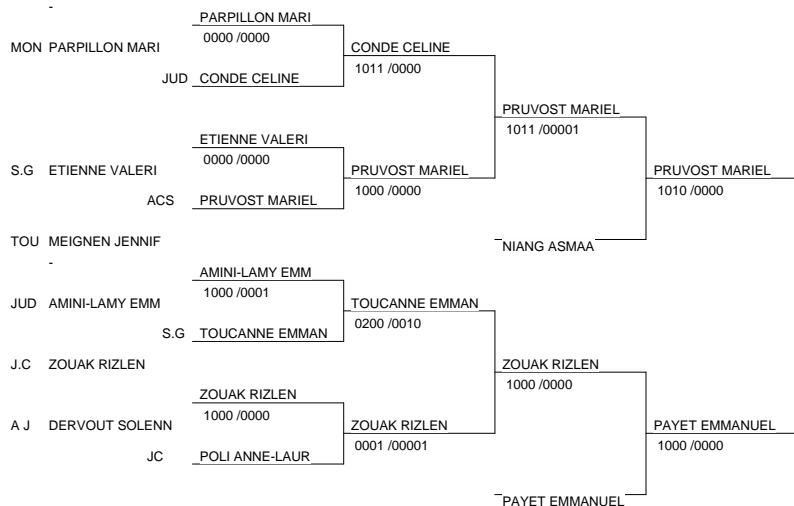 -
PARPILLON MARI
0000 /0000
MON PARPILLON MARI
CONDE CELINE
1011 /0000
JUD CONDE CELINE
PRUVOST MARIEL
1011 /00001
ETIENNE VALERI
0000 /0000
S.G ETIENNE VALERI
PRUVOST MARIEL
1000 /0000
PRUVOST MARIEL
1010 /0000
ACS PRUVOST MARIEL
TOU MEIGNEN JENNIF
NIANG ASMAA
-
AMINI-LAMY EMM
1000 /0001
JUD AMINI-LAMY EMM
TOUCANNE EMMAN
0200 /0010
S.G TOUCANNE EMMAN
J.C ZOUAK RIZLEN
ZOUAK RIZLEN
1000 /0000
ZOUAK RIZLEN
1000 /0000
A J DERVOUT SOLENN
ZOUAK RIZLEN
0001 /00001
PAYET EMMANUEL
1000 /0000
JC POLI ANNE-LAUR
PAYET EMMANUEL